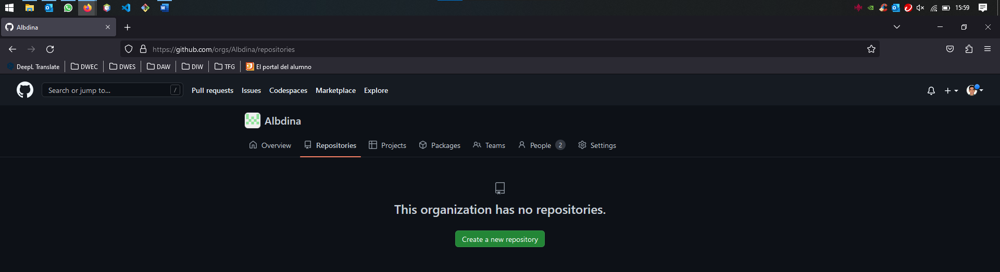 15:59
Albdina
https://github.com/orgs/Albdina/repositories
DeepL Translate DWEC DWES DAW DIW TFG El portal del alumno
Search or jump to... / Pull requests Issues Codespaces Marketplace Explore
Albdina
Overview Repositories Projects Packages Teams People 2 Settings
This organization has no repositories.
Create a new repository